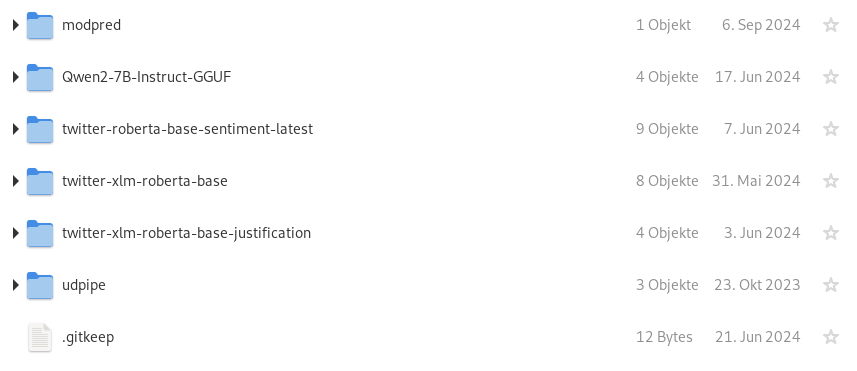 modpred 1 Objekt 6. Sep 2024
Qwen2-7B-Instruct-GGUF 4 Objekte 17. Jun 2024
twitter-roberta-base-sentiment-latest 9 Objekte 7. Jun 2024
twitter-xlm-roberta-base 8 Objekte 31. Mai 2024
twitter-xlm-roberta-base-justification 4 Objekte 3. Jun 2024
udpipe 3 Objekte 23. Okt 2023
.gitkeep 12 Bytes 21. Jun 2024